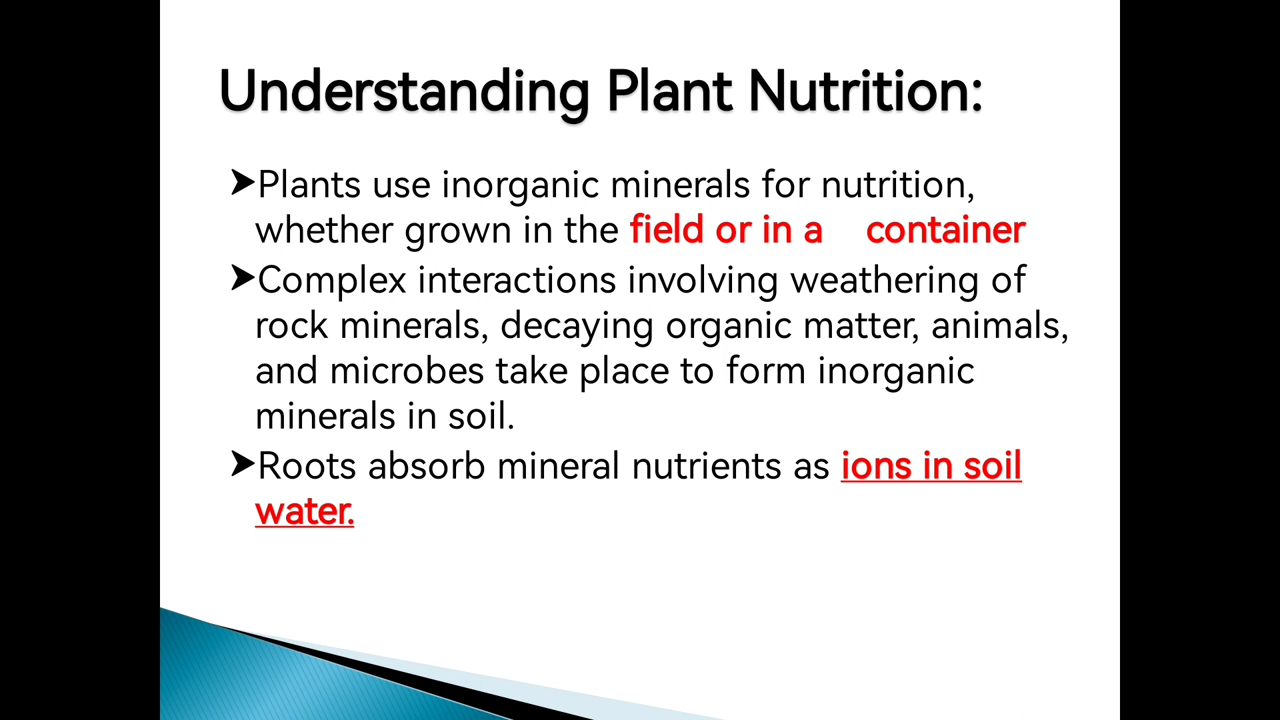 Understanding Plant Nutrition:
➤Plants use inorganic minerals for nutrition,
whether grown in the field or in a container
➤Complex interactions involving weathering of
rock minerals, decaying organic matter, animals,
and microbes take place to form inorganic
minerals in soil.
➤Roots absorb mineral nutrients as ions in soil
water.